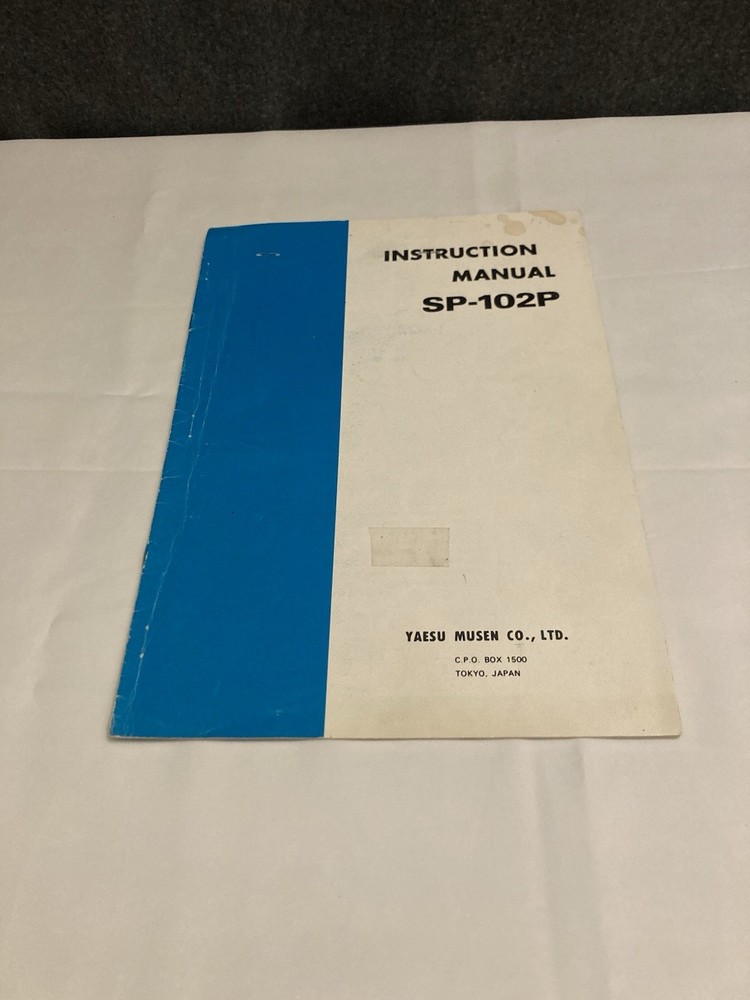 INSTRUCTION
MANUAL
SP-102P
YAESU MUSEN CO., LTD.
C.P.O. BOX 1500
TOKYO, JAPAN